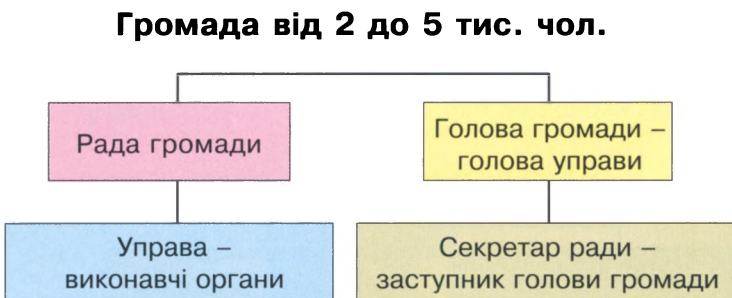 Громада від 2 до 5 тис. чол.
Рада громади
Голова громади –
голова управи
Управа –
виконавчі органи
Секретар ради –
заступник голови громади